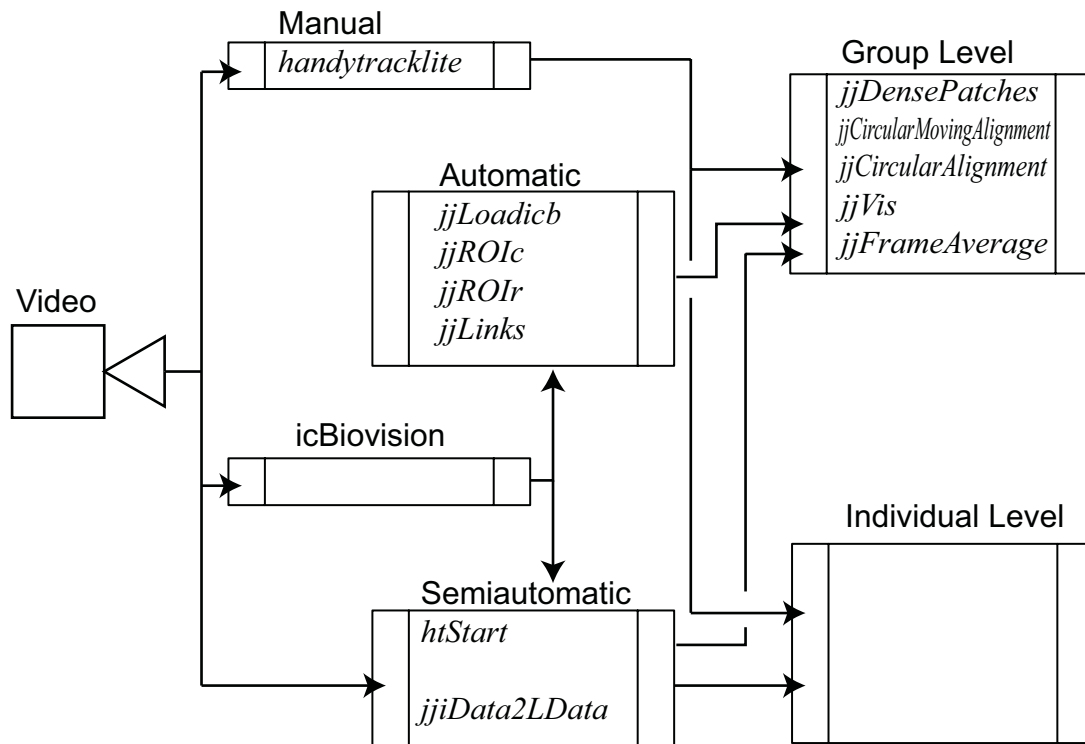 Manual
handytracklite
Group Level
jjDensePatches
jjCircularMovingAlignment
jjCircularAlignment
jjVis
jjFrameAverage
Automatic
jjLoadicb
jjROIc
jjROIr
jjLinks
Video
icBiovision
Individual Level
Semiautomatic
htStart
jjiData2LData